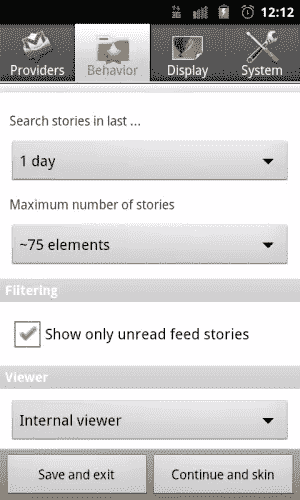 12:12
Providers
Behavior
Display
System
Search stories in last ...
1 day
Maximum number of stories
~75 elements
Filtering
Show only unread feed stories
Viewer
Internal viewer
Save and exit
Continue and skin